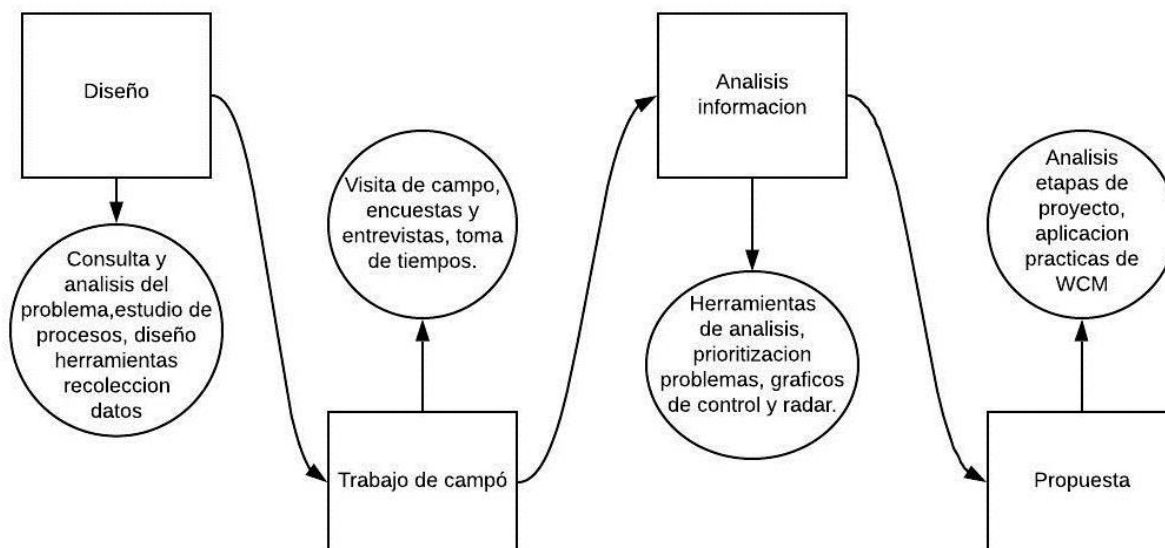 Diseño
Consulta y
analisis del
problema,estudio de
procesos, diseño
herramientas
recoleccion
datos
Visita de campo,
encuestas y
entrevistas, toma
de tiempos.
Trabajo de campó
Analisis
informacion
Herramientas
de analisis,
prioritizacion
problemas, graficos
de control y radar.
Analisis
etapas de
proyecto,
aplicacion
practicas de
WCM
Propuesta